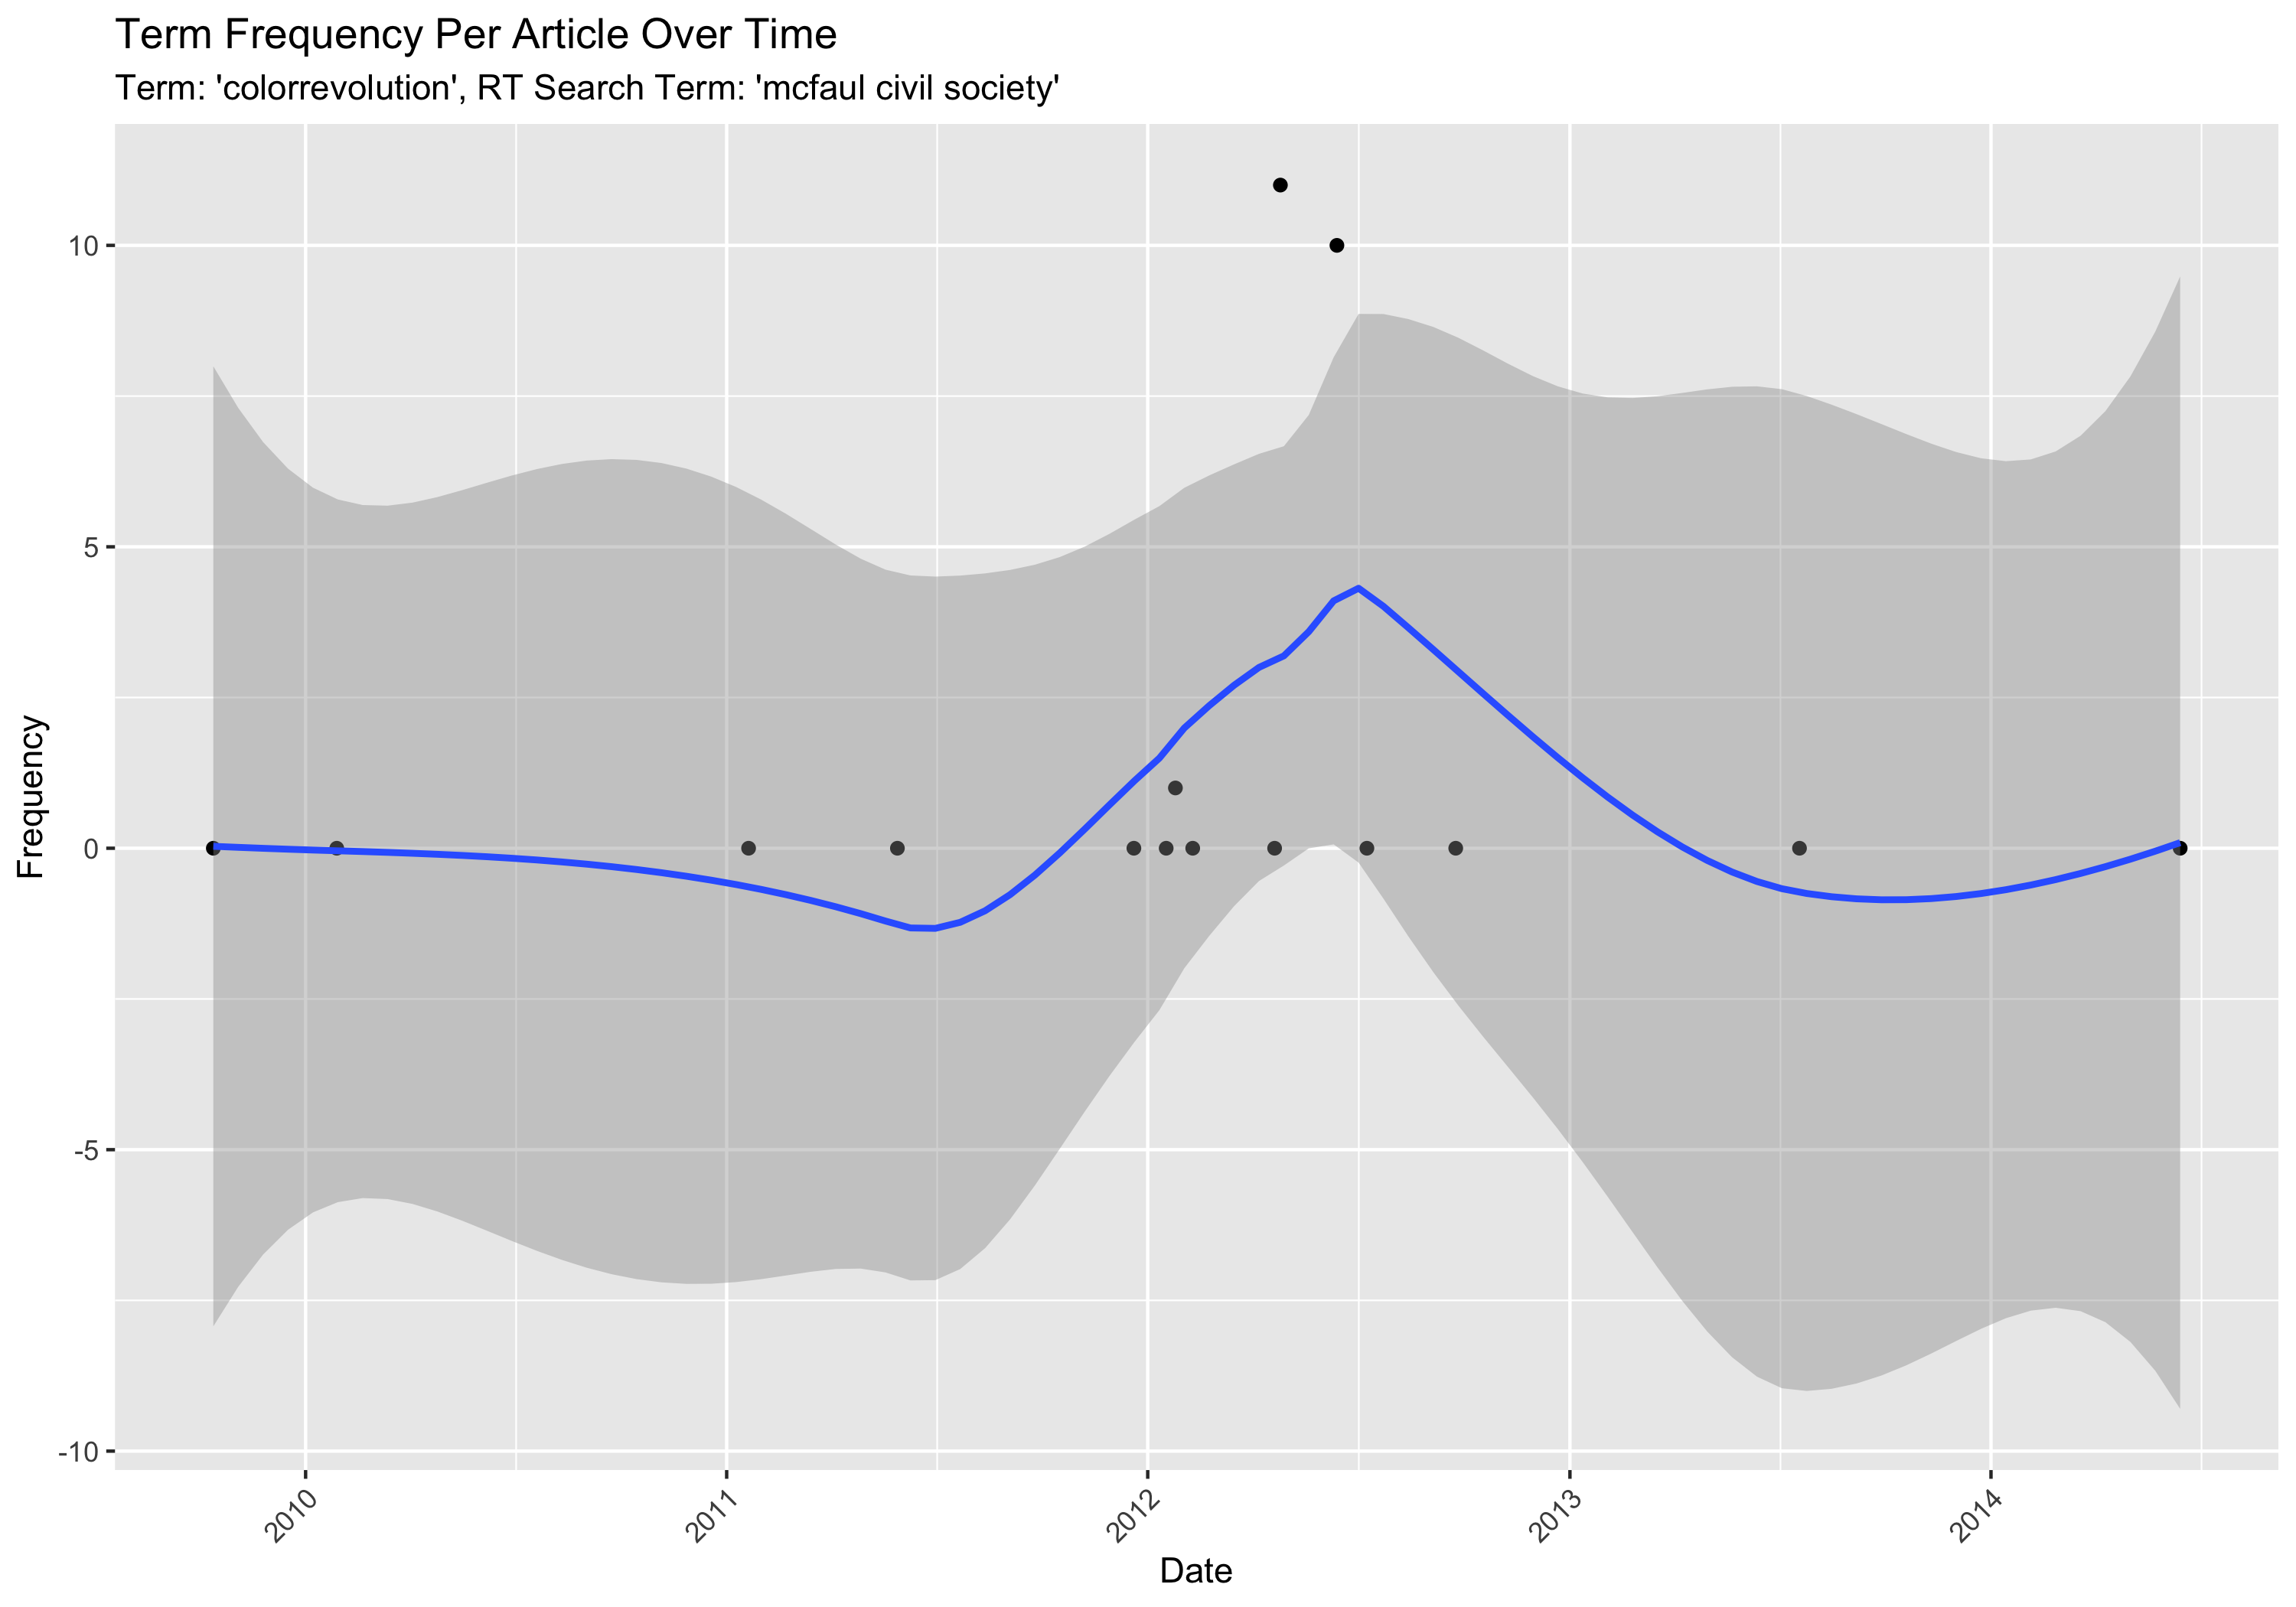 Term Frequency Per Article Over Time
Term: 'colorrevolution', RT Search Term: 'mcfaul civil society'
10
5
0
-5
-10
Frequency
2010
2011
2012
2013
2014
Date